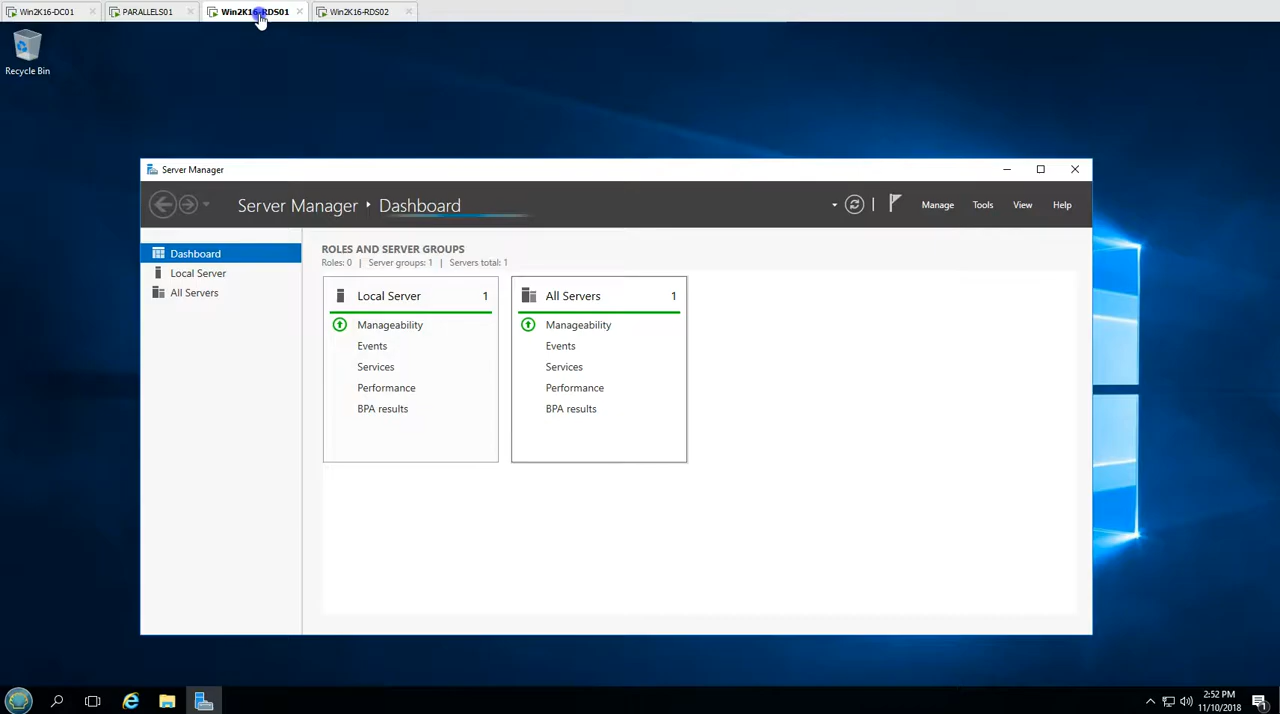 Win2K16-DC01
PARALLELS01
Win2K16-RDS01
Win2K16-RDS02
Recycle Bin
Server Manager
Server Manager
Dashboard
Manage
Tools
View
Help
Dashboard
Local Server
All Servers
ROLES AND SERVER GROUPS
Roles: 0 | Server groups: 1 | Servers total: 1
Local Server 1
Manageability
Events
Services
Performance
BPA results
All Servers 1
Manageability
Events
Services
Performance
BPA results
2:52 PM
11/10/2018
1